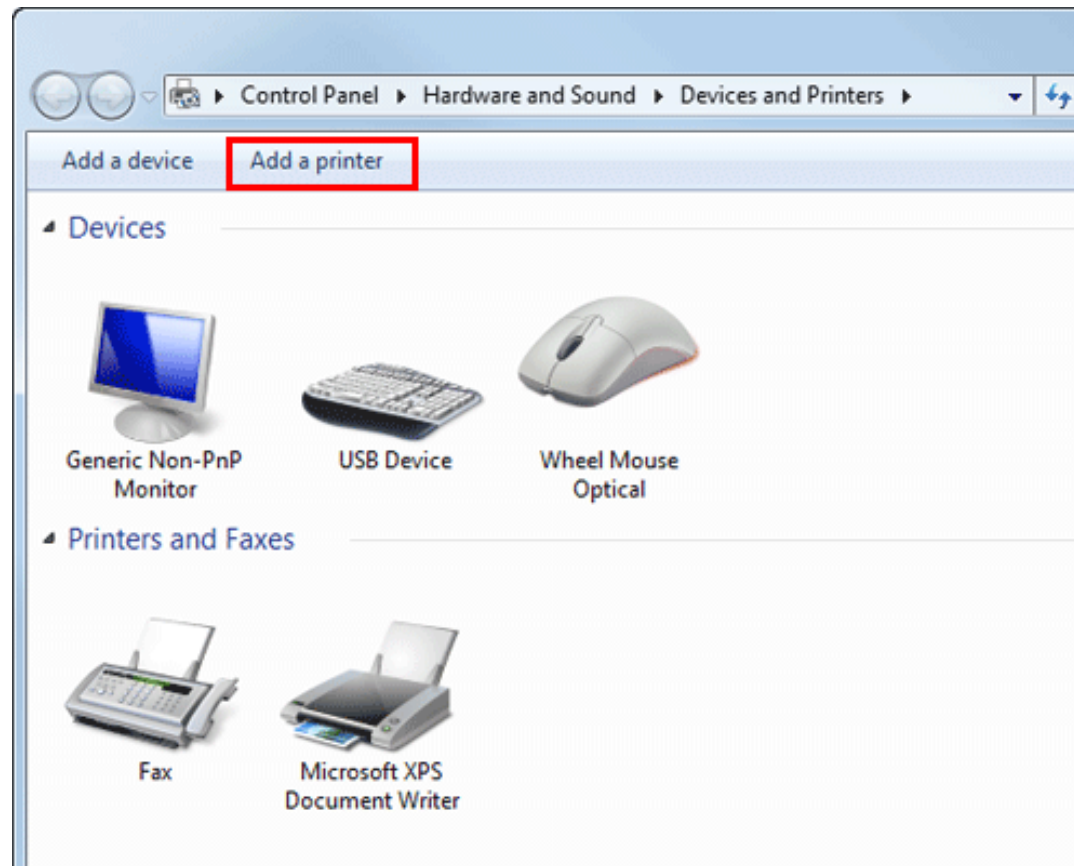 Control Panel Hardware and Sound Devices and Printers
Add a device Add a printer
Devices
Generic Non-PnP
Monitor
USB Device
Wheel Mouse
Optical
Printers and Faxes
Fax
Microsoft XPS
Document Writer